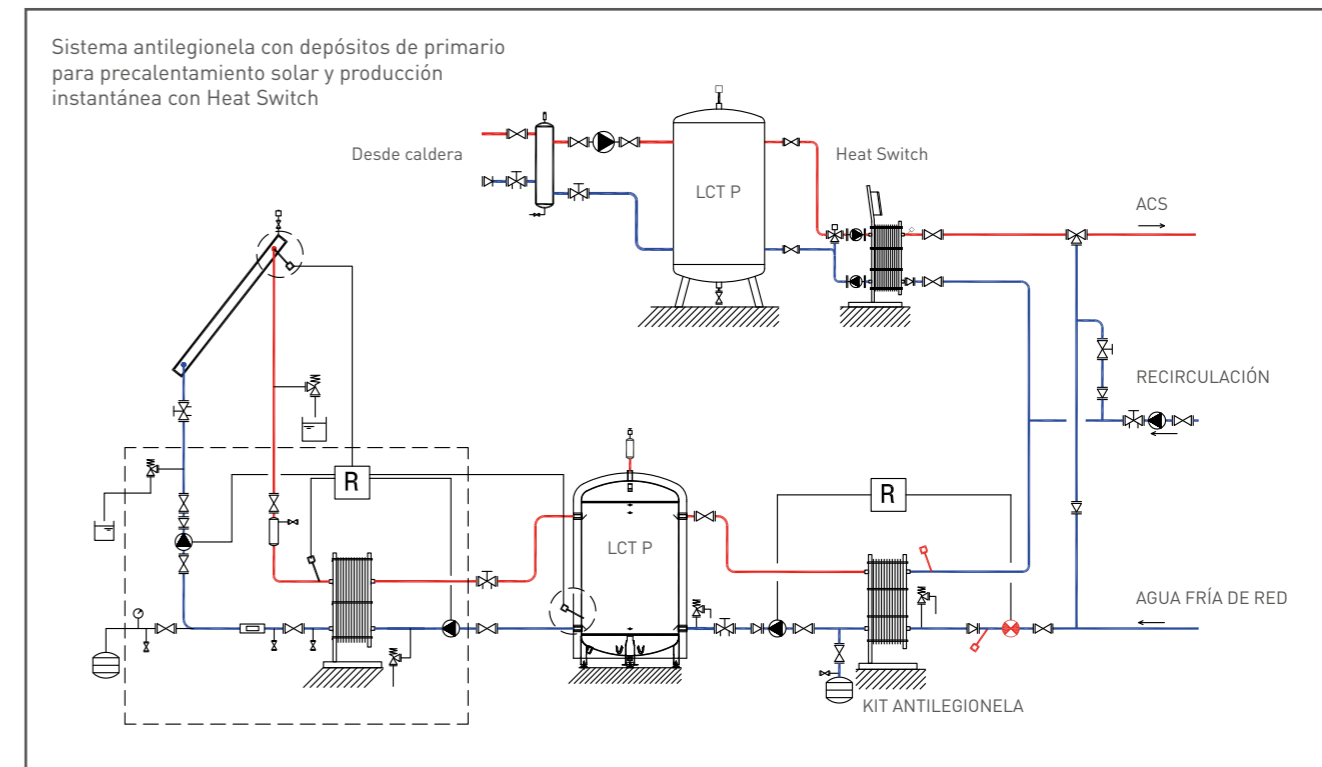 Sistema antilegionela con depósitos de primario
para precalentamiento solar y producción
instantánea con Heat Switch
Desde caldera
LCT P
Heat Switch
ACS
RECIRCULACIÓN
R
R
LCT P
AGUA FRÍA DE RED
KIT ANTILEGIONELA